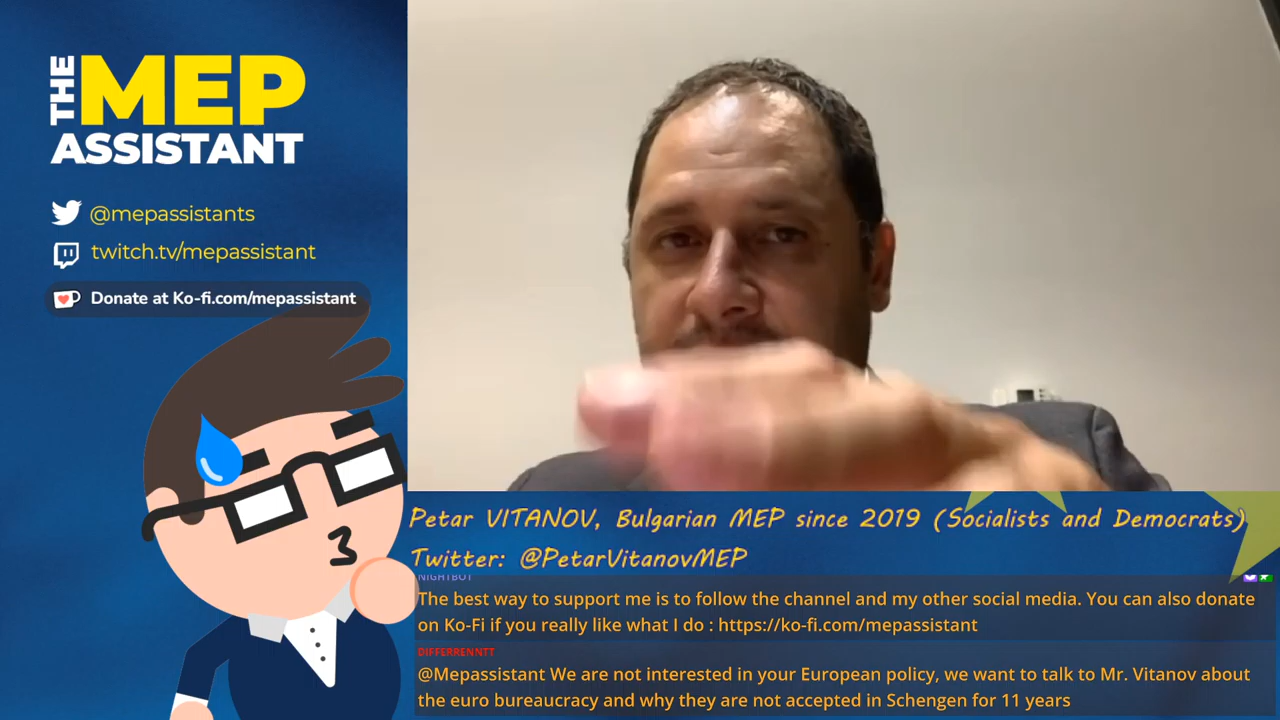 THE
MEP
ASSISTANT
@mepassistants
twitch.tv/mepassistant
Donate at Ko-fi.com/mepassistant
Petar VITANOV, Bulgarian MEP since 2019 (Socialists and Democrats)
Twitter: @PetarVitanovMEP
NIGHTBOT
The best way to support me is to follow the channel and my other social media. You can also donate
on Ko-Fi if you really like what I do : https://ko-fi.com/mepassistant
DIFFERRENNTT
@Mepassistant We are not interested in your European policy, we want to talk to Mr. Vitanov about
the euro bureaucracy and why they are not accepted in Schengen for 11 years